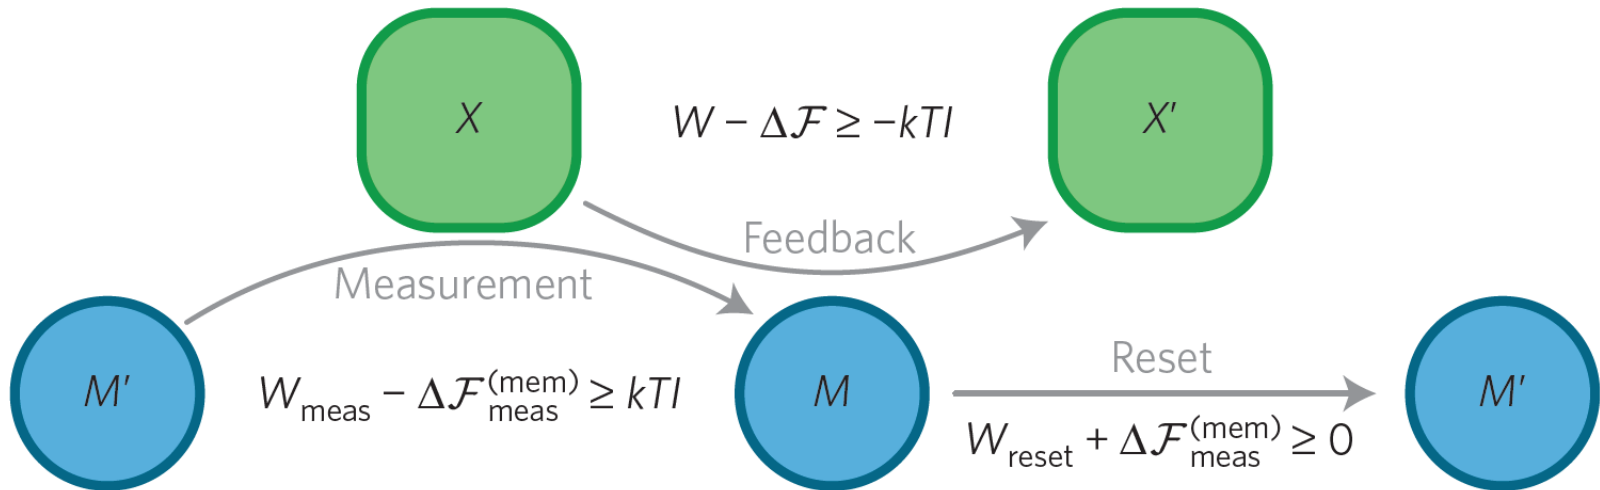 X
W − Δℱ ≥ −kTI
X′
Feedback
Measurement
M′
W_meas − Δℱ_meas^(mem) ≥ kTI
M
Reset
W_reset + Δℱ_meas^(mem) ≥ 0
M′